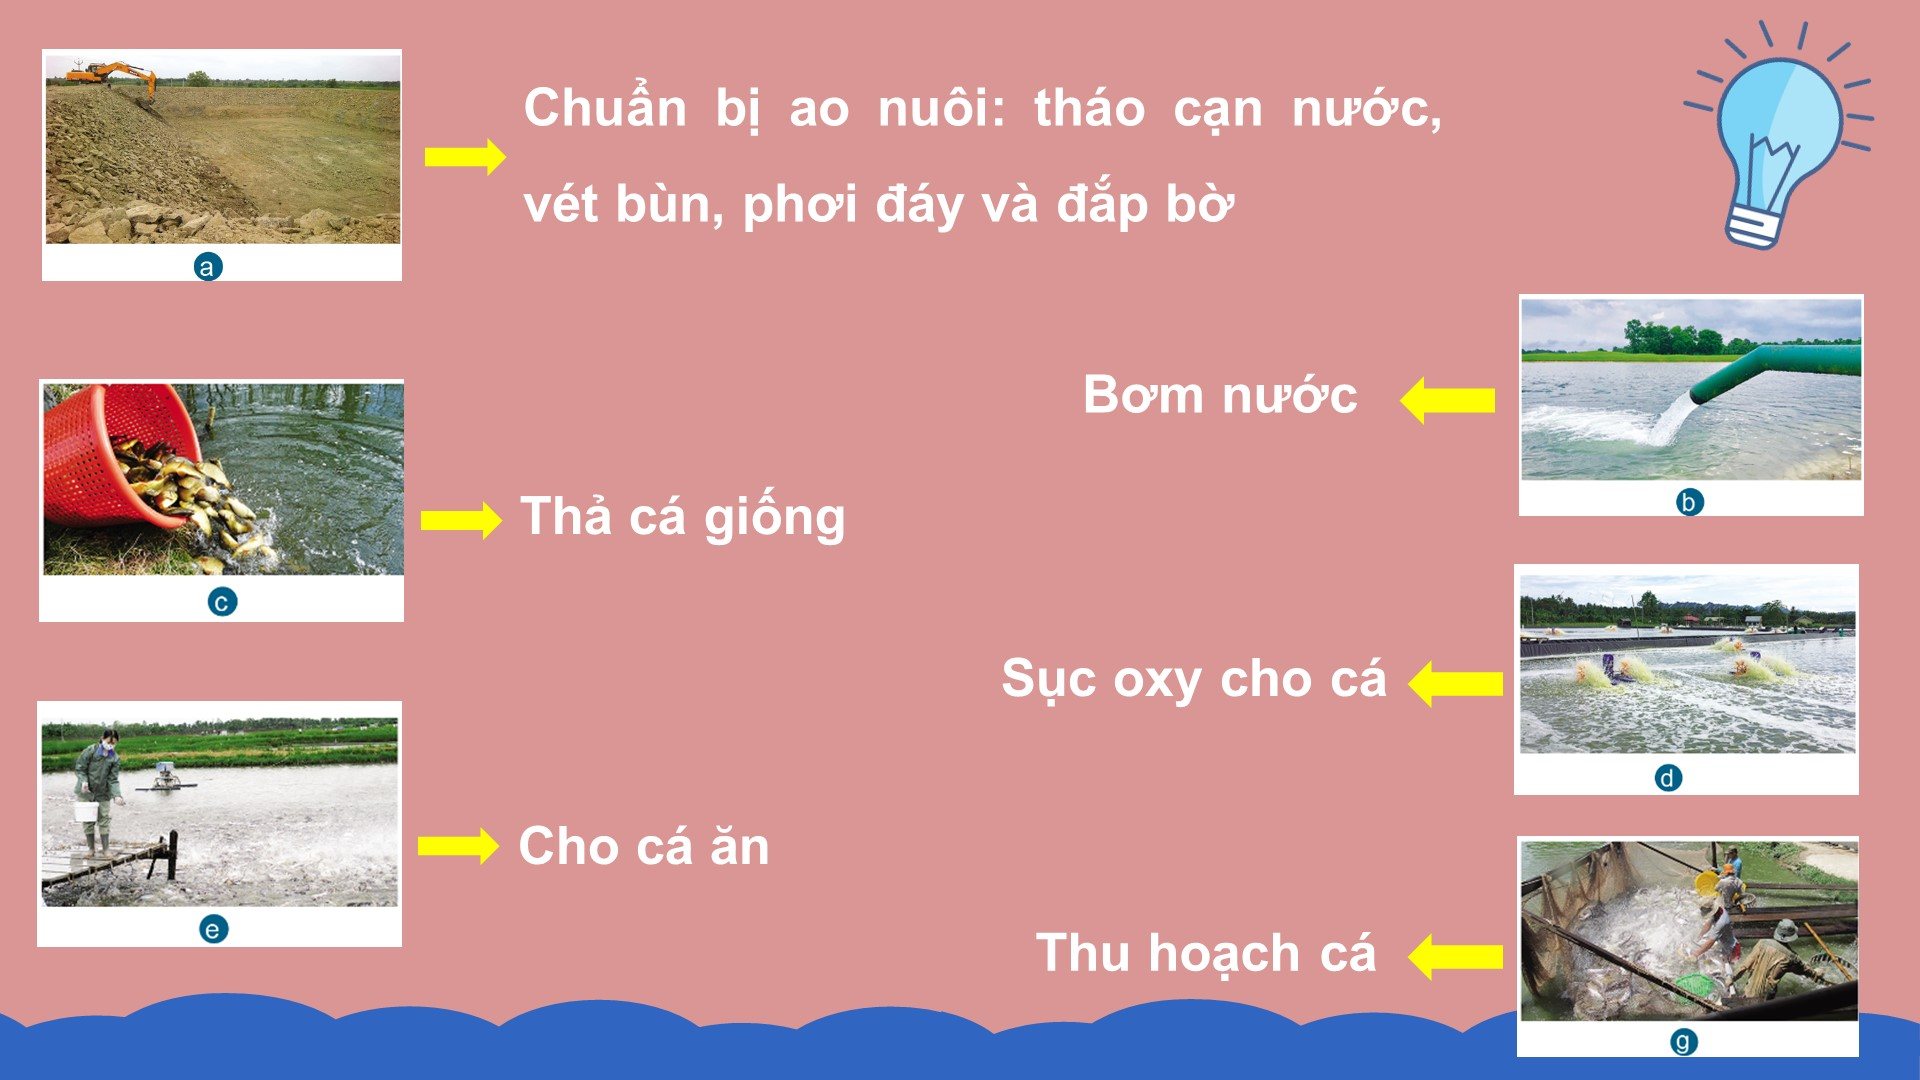 Chuẩn bị ao nuôi: tháo cạn nước,
vét bùn, phơi đáy và đắp bờ
a
Bơm nước
b
Thả cá giống
c
Sục oxy cho cá
d
Cho cá ăn
e
Thu hoạch cá
g